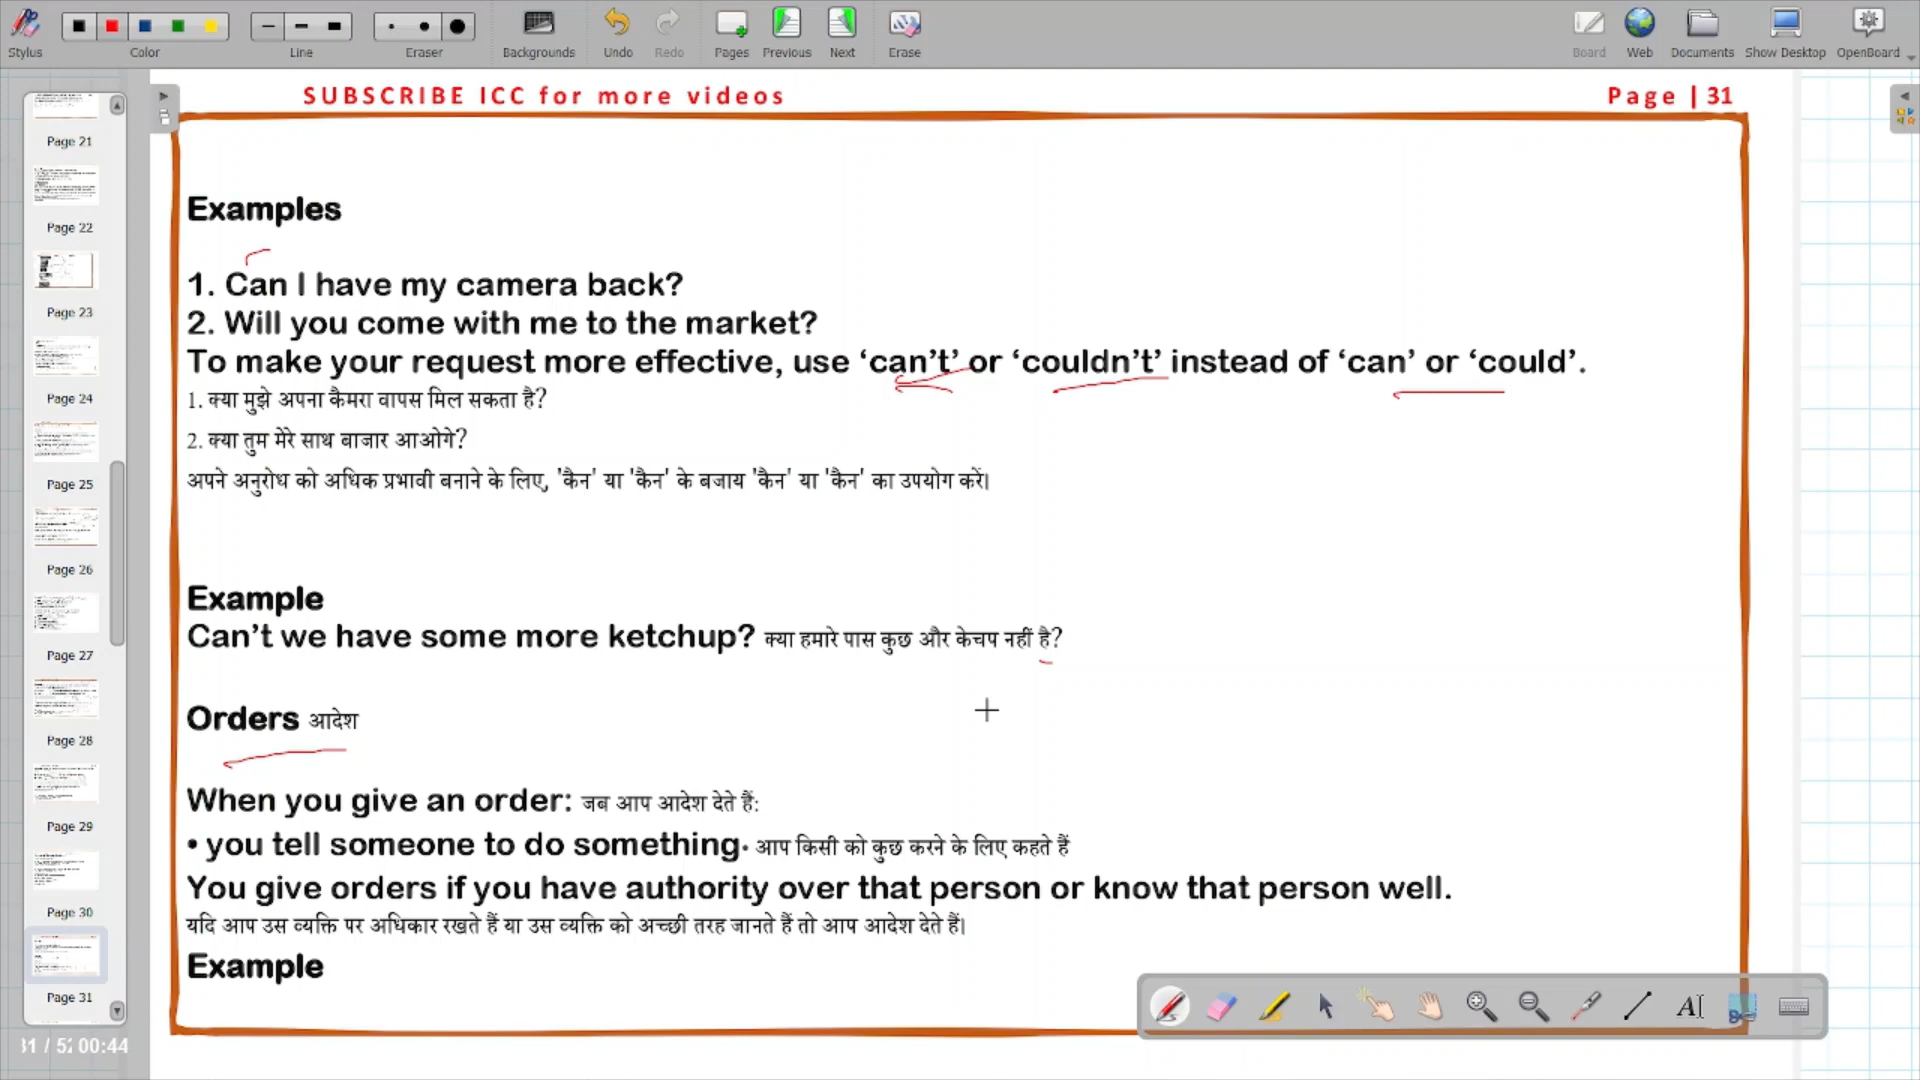 Stylus
Color
Line
Eraser
Backgrounds
Undo
Redo
Pages
Previous
Next
Erase
Board
Web
Documents
Show Desktop
OpenBoard
SUBSCRIBE ICC for more videos
Page | 31
Page 21
Page 22
Page 23
Page 24
Page 25
Page 26
Page 27
Page 28
Page 29
Page 30
Page 31
Examples
1. Can I have my camera back?
2. Will you come with me to the market?
To make your request more effective, use ‘can’t’ or ‘couldn’t’ instead of ‘can’ or ‘could’.
1. क्या मुझे अपना कैमरा वापस मिल सकता है?
2. क्या तुम मेरे साथ बाजार आओगे?
अपने अनुरोध को अधिक प्रभावी बनाने के लिए, 'कैन' या 'कैन' के बजाय 'कैन' या 'कैन' का उपयोग करें।
Example
Can’t we have some more ketchup? क्या हमारे पास कुछ और केचप नहीं है?
Orders आदेश
When you give an order: जब आप आदेश देते हैं:
• you tell someone to do something• आप किसी को कुछ करने के लिए कहते हैं
You give orders if you have authority over that person or know that person well.
यदि आप उस व्यक्ति पर अधिकार रखते हैं या उस व्यक्ति को अच्छी तरह जानते हैं तो आप आदेश देते हैं।
Example
00:44